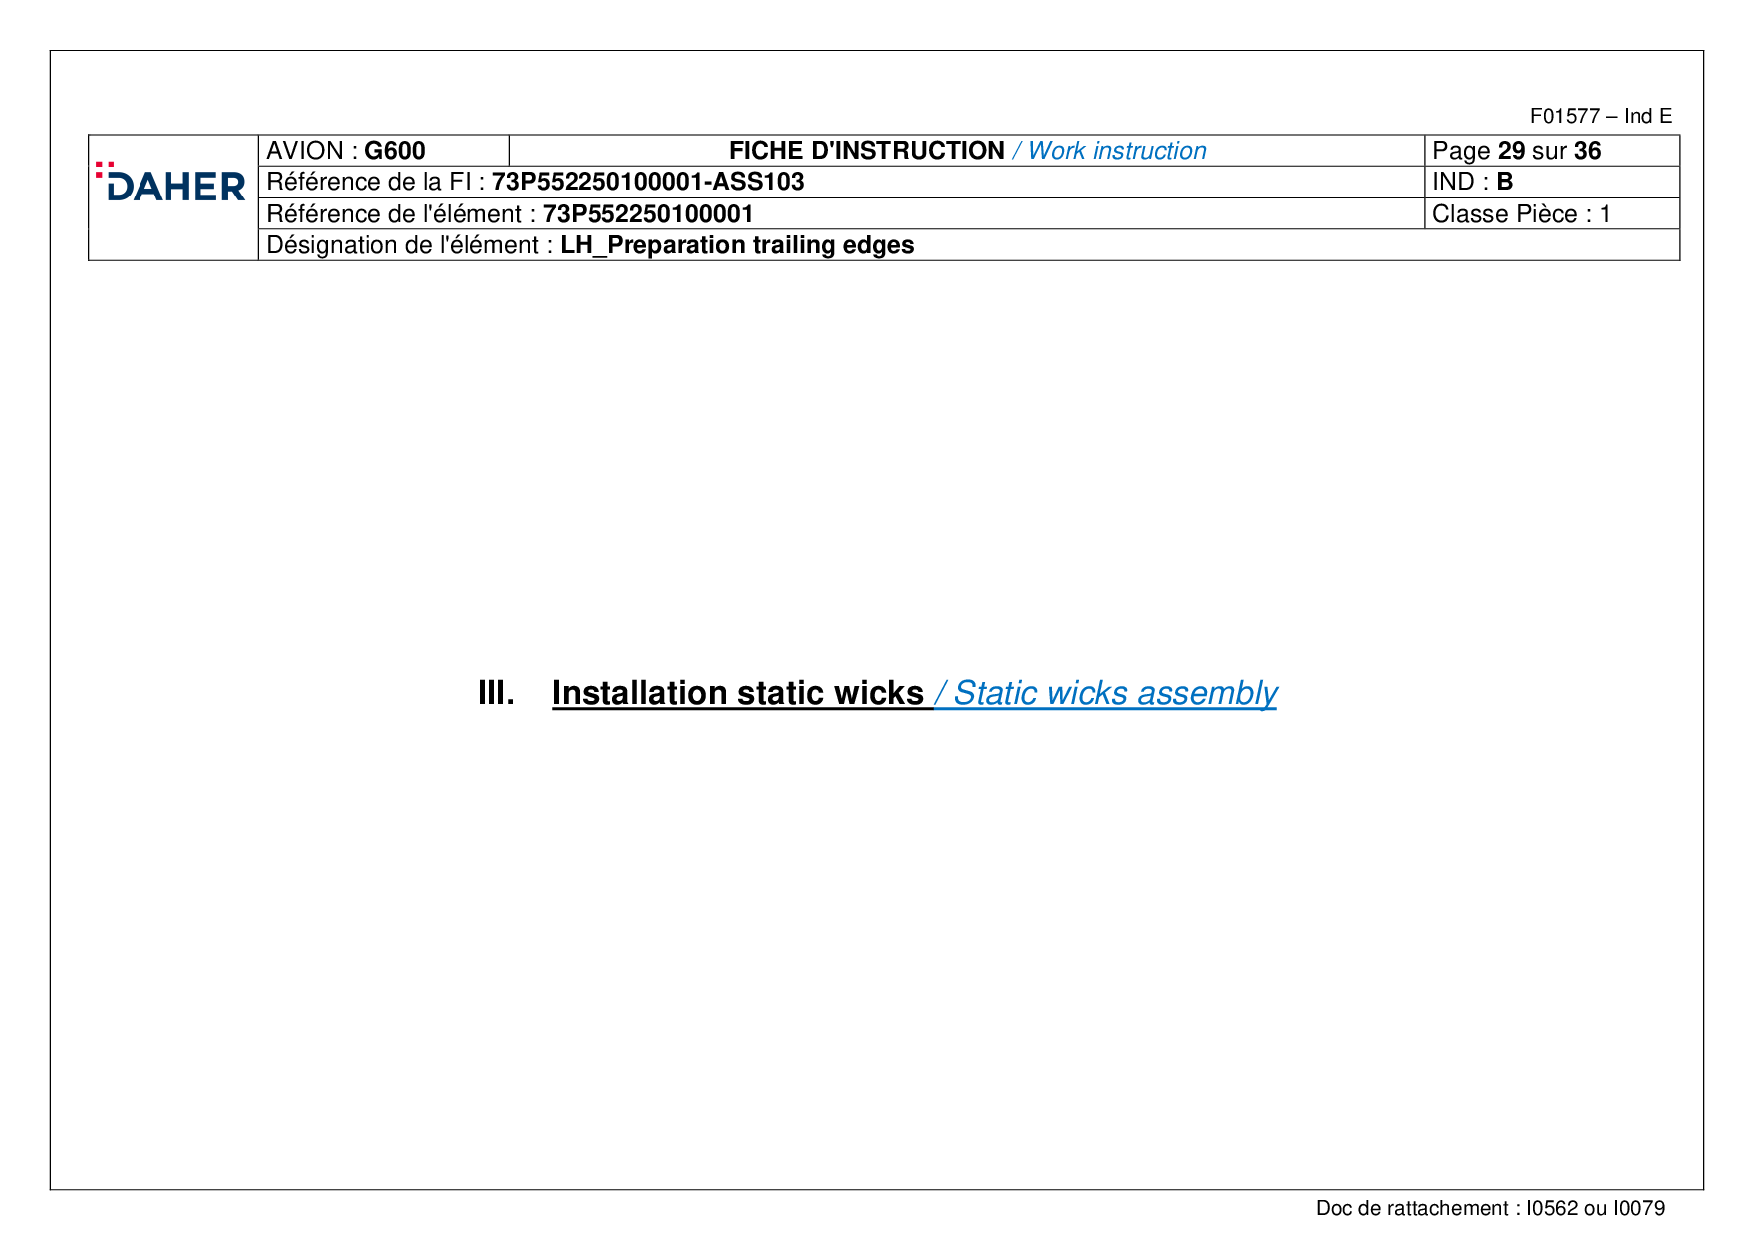 F01577 – Ind E
DAHER
AVION : G600
FICHE D'INSTRUCTION / Work instruction
Page 29 sur 36
Référence de la FI : 73P552250100001-ASS103
IND : B
Référence de l'élément : 73P552250100001
Classe Pièce : 1
Désignation de l'élément : LH_Preparation trailing edges
III. Installation static wicks / Static wicks assembly
Doc de rattachement : I0562 ou I0079